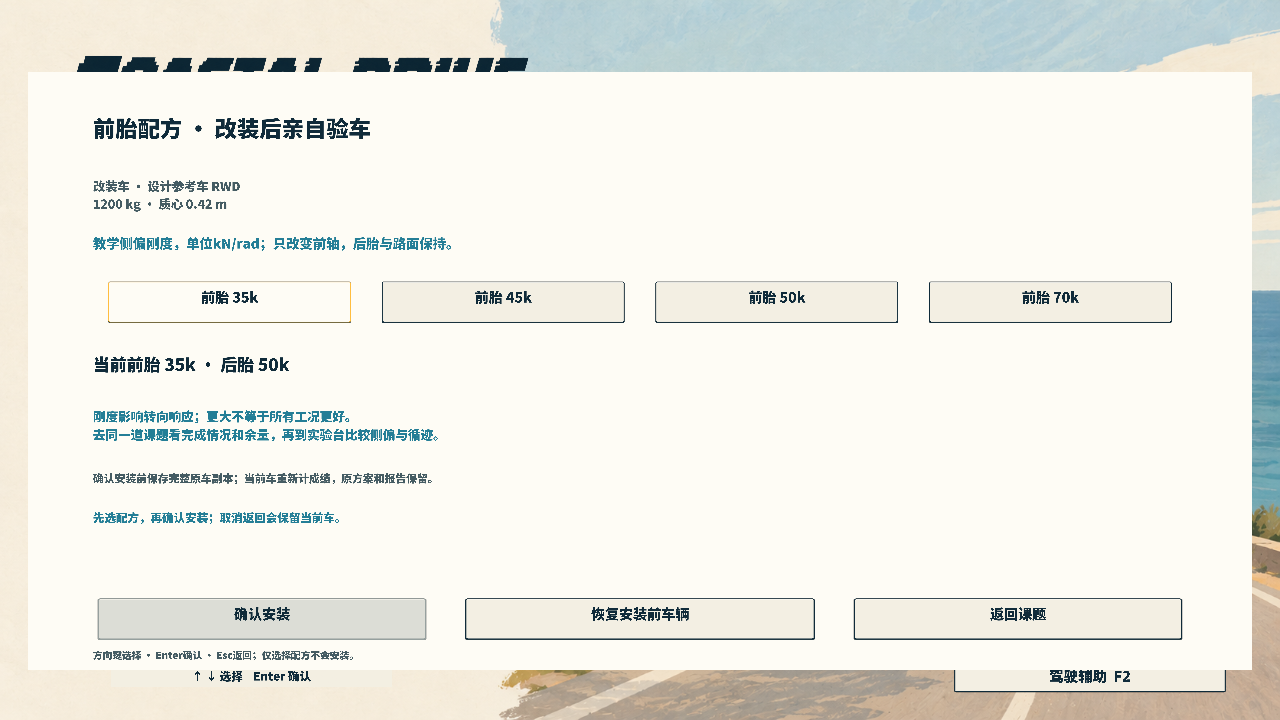 前胎配方 · 改装后亲自验车
改装车 · 设计参考车 RWD
1200 kg · 质心 0.42 m
教学侧偏刚度，单位kN/rad；只改变前轴，后胎与路面保持。
前胎 35k
前胎 45k
前胎 50k
前胎 70k
当前前胎 35k · 后胎 50k
刚度影响转向响应；更大不等于所有工况更好。
去同一道课题看完成情况和余量，再到实验台比较侧偏与循迹。
确认安装前保存完整原车副本；当前车重新计成绩，原方案和报告保留。
先选配方，再确认安装；取消返回会保留当前车。
确认安装
恢复安装前车辆
返回课题
方向键选择 · Enter确认 · Esc返回；仅选择配方不会安装。
↑ ↓ 选择 Enter 确认
驾驶辅助 F2